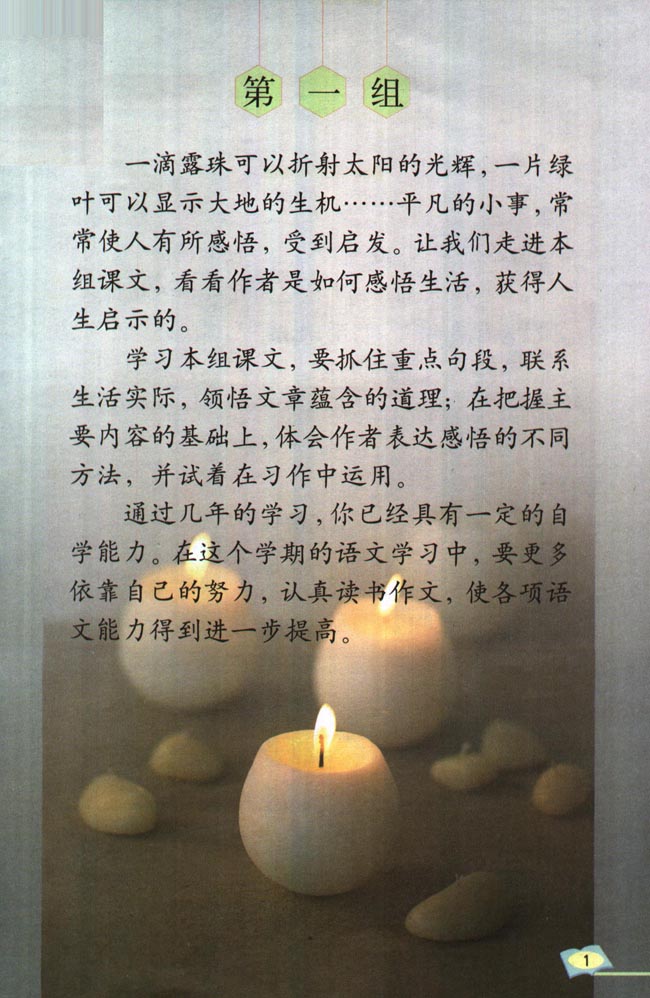 第一组
一滴露珠可以折射太阳的光辉，一片绿
叶可以显示大地的生机……平凡的小事，常
常使人有所感悟，受到启发。让我们走进本
组课文，看看作者是如何感悟生活，获得人
生启示的。
学习本组课文，要抓住重点句段，联系
生活实际，领悟文章蕴含的道理；在把握主
要内容的基础上，体会作者表达感悟的不同
方法，并试着在习作中运用。
通过几年的学习，你已经具有一定的自
学能力。在这个学期的语文学习中，要更多
依靠自己的努力，认真读书作文，使各项语
文能力得到进一步提高。
1